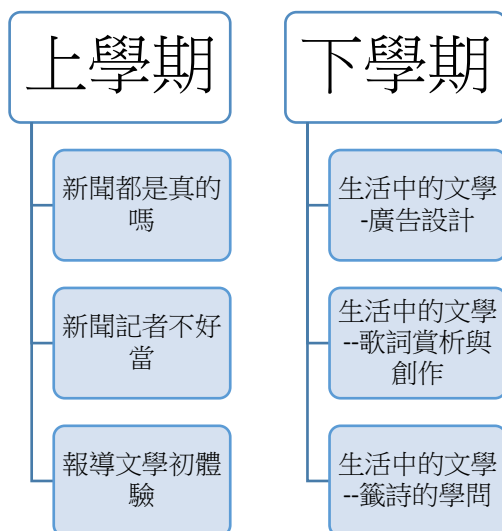 上學期
新聞都是真的
嗎
新聞記者不好
當
報導文學初體
驗
下學期
生活中的文學
-廣告設計
生活中的文學
--歌詞賞析與
創作
生活中的文學
--籤詩的學問